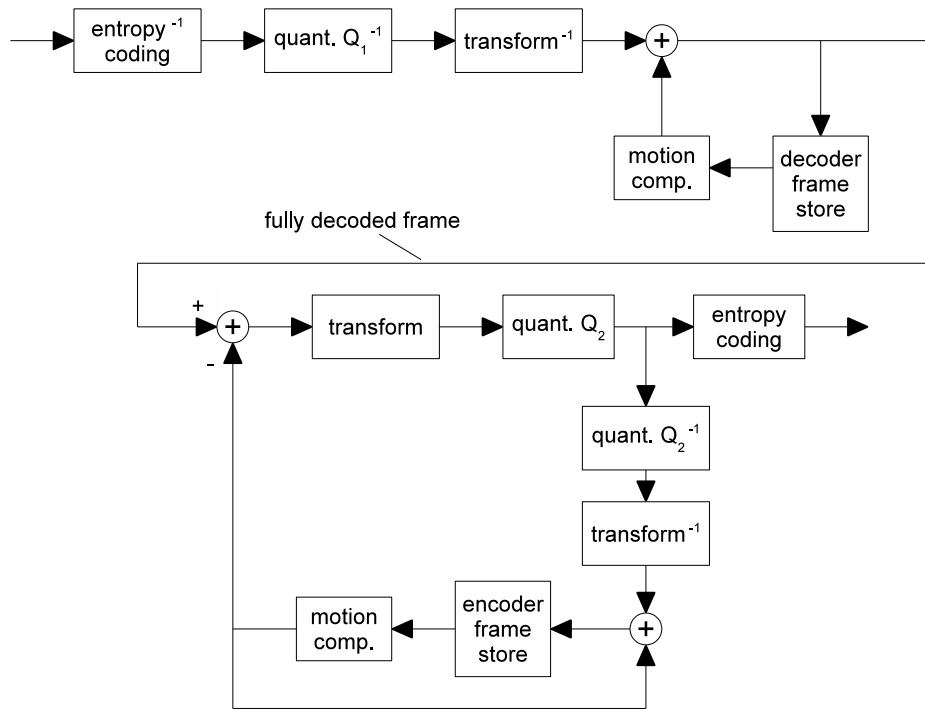 entropy⁻¹
coding
quant. Q₁⁻¹
transform⁻¹
+
motion
comp.
decoder
frame
store
fully decoded frame
+
+
-
transform
quant. Q₂
entropy
coding
quant. Q₂⁻¹
transform⁻¹
motion
comp.
encoder
frame
store
+